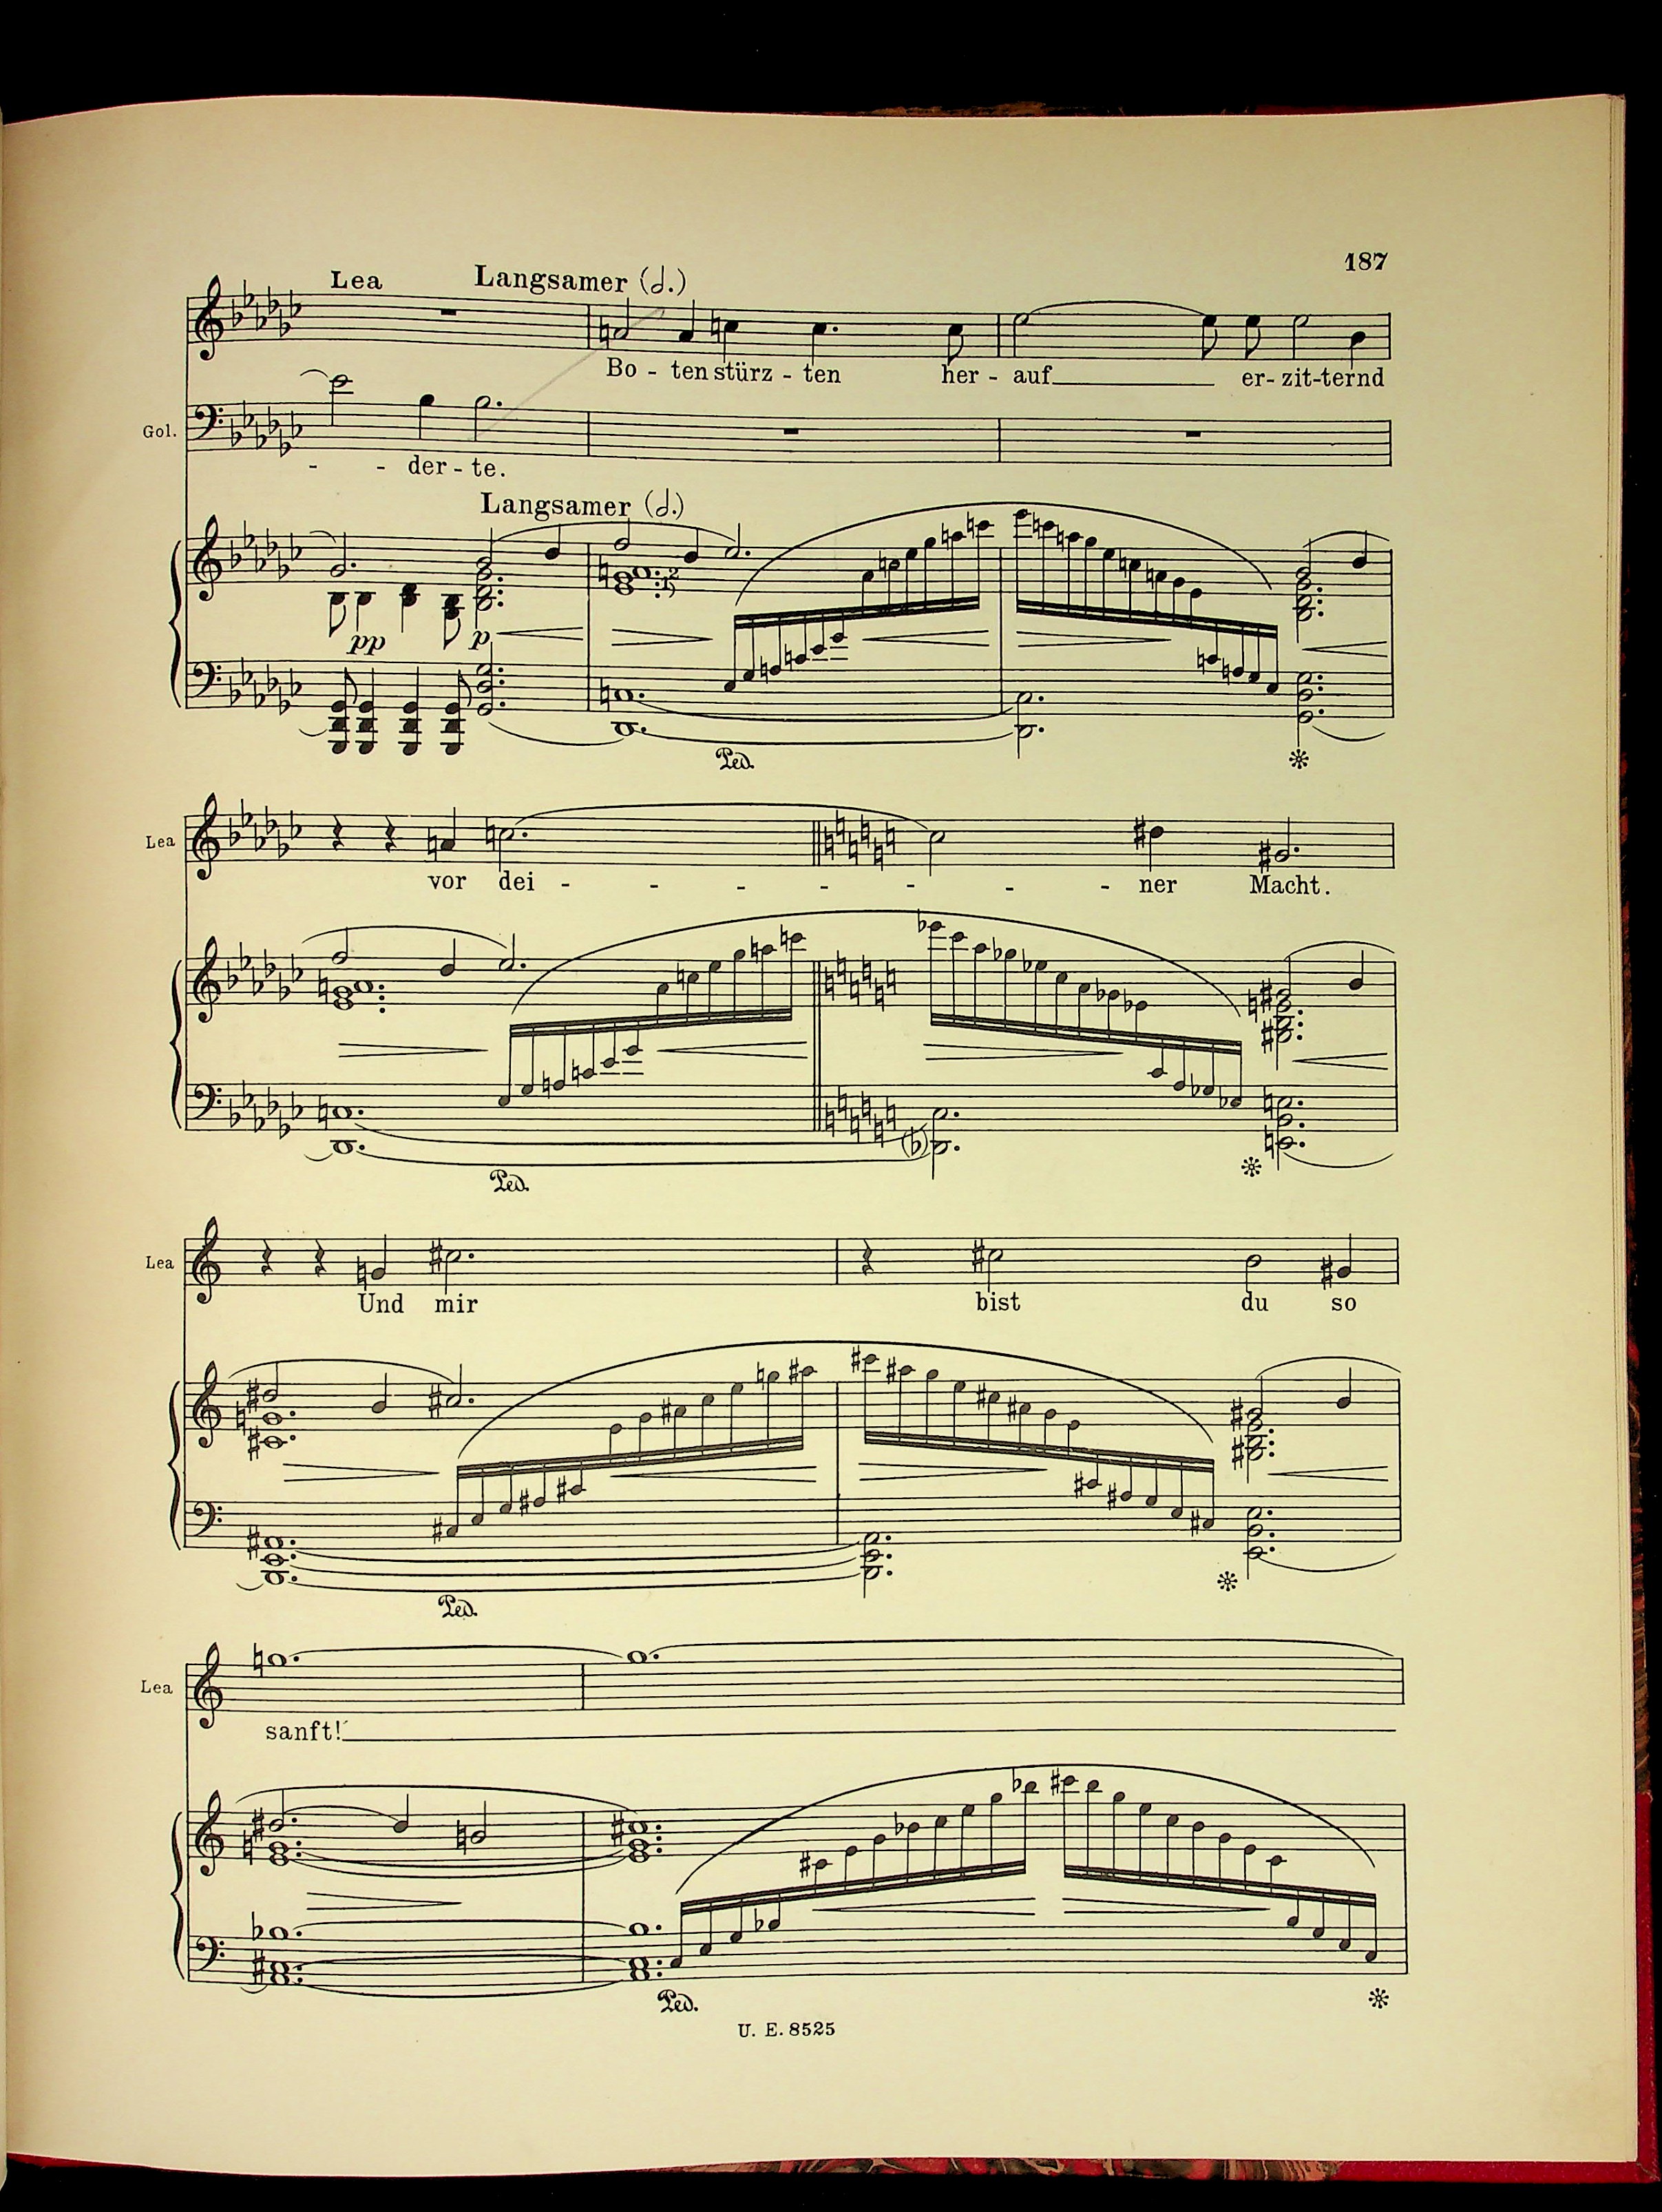 187
Lea Langsamer (𝅗𝅥.)
Bo - ten stürz - ten her - auf er- zit-ternd
Gol.
- - der - te.
Langsamer (𝅗𝅥.)
pp p
Ped.
Lea
vor dei - - - - - - - ner Macht.
Ped.
Lea
Und mir bist du so
Ped.
Lea
sanft!
Ped.
U. E. 8525